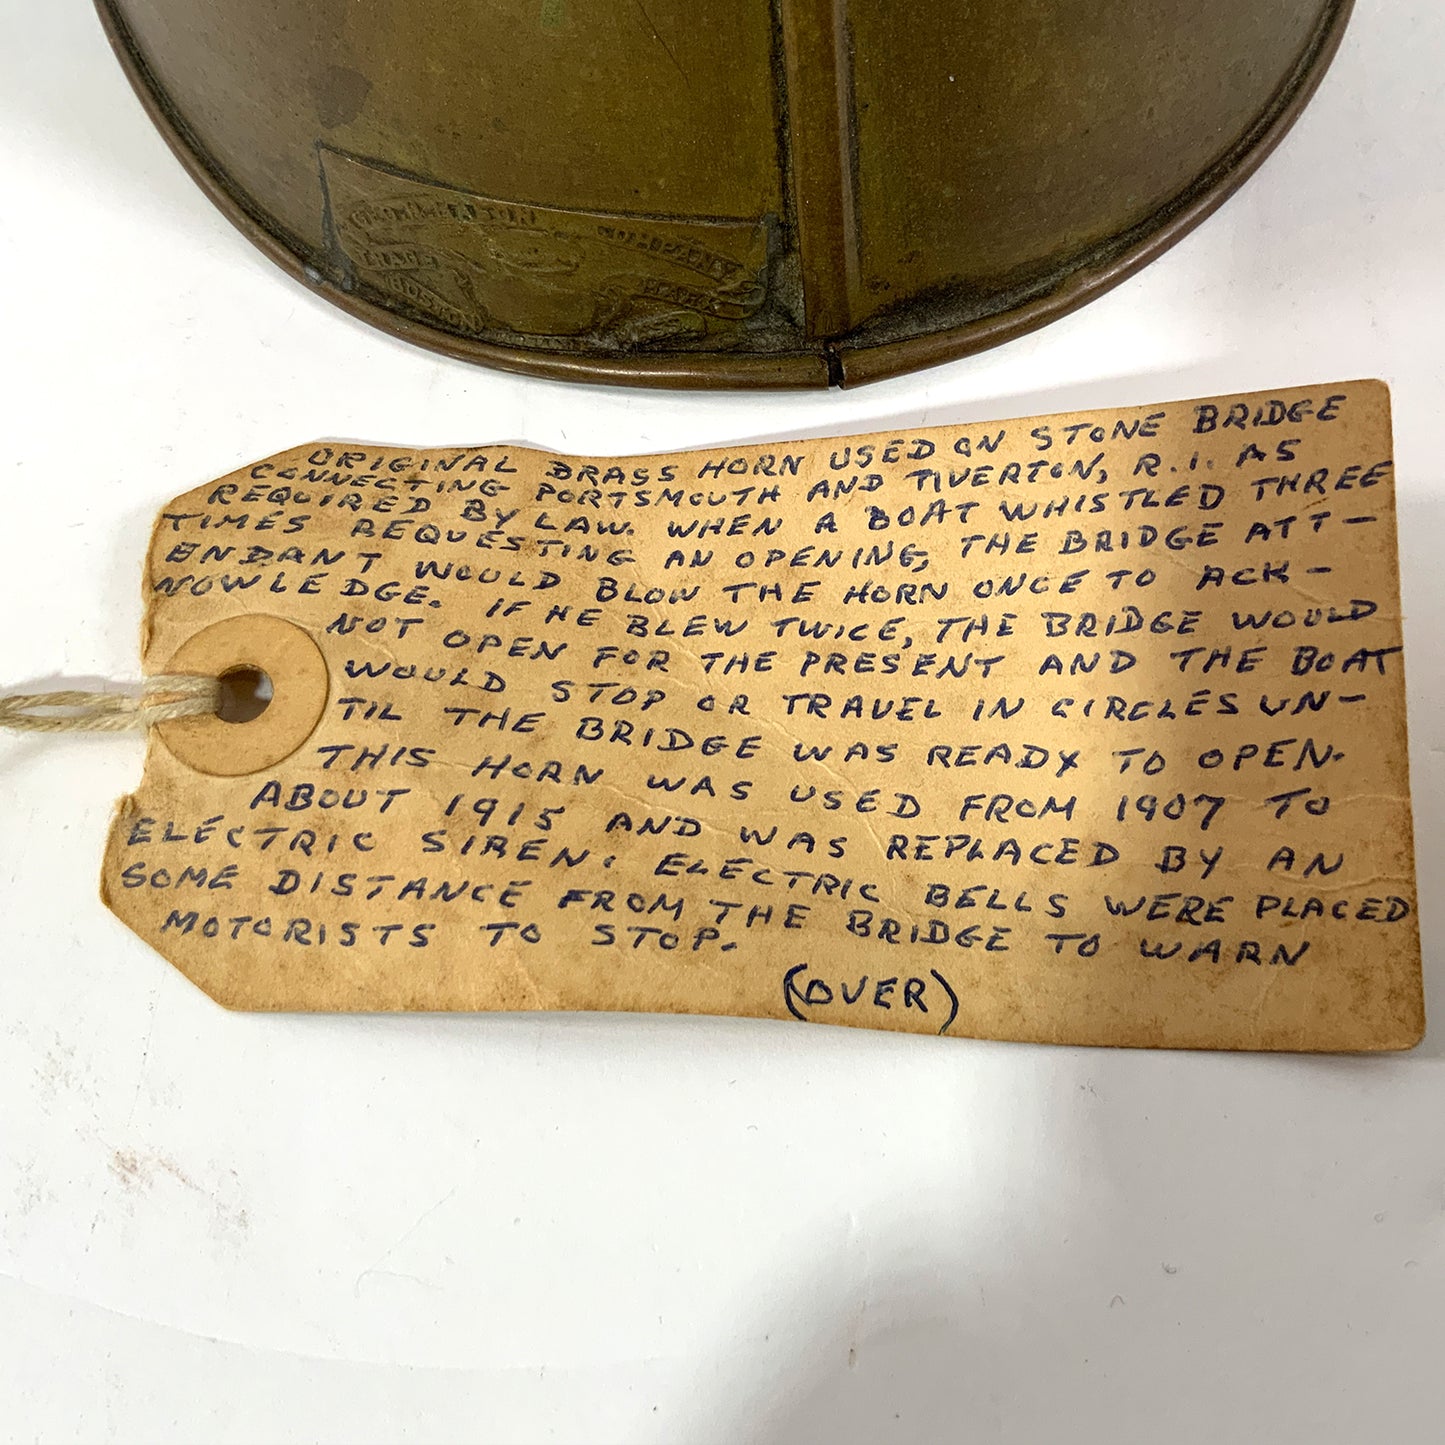 COMPANY
TRADE MARK
BOSTON
ORIGINAL BRASS HORN USED ON STONE BRIDGE
CONNECTING PORTSMOUTH AND TIVERTON, R.I. AS
REQUIRED BY LAW. WHEN A BOAT WHISTLED THREE
TIMES REQUESTING AN OPENING, THE BRIDGE ATT-
ENDANT WOULD BLOW THE HORN ONCE TO ACK-
NOWLEDGE. IF HE BLEW TWICE, THE BRIDGE WOULD
NOT OPEN FOR THE PRESENT AND THE BOAT
WOULD STOP OR TRAVEL IN CIRCLES UN-
TIL THE BRIDGE WAS READY TO OPEN.
THIS HORN WAS USED FROM 1907 TO
ABOUT 1915 AND WAS REPLACED BY AN
ELECTRIC SIREN. ELECTRIC BELLS WERE PLACED
SOME DISTANCE FROM THE BRIDGE TO WARN
MOTORISTS TO STOP.
(OVER)